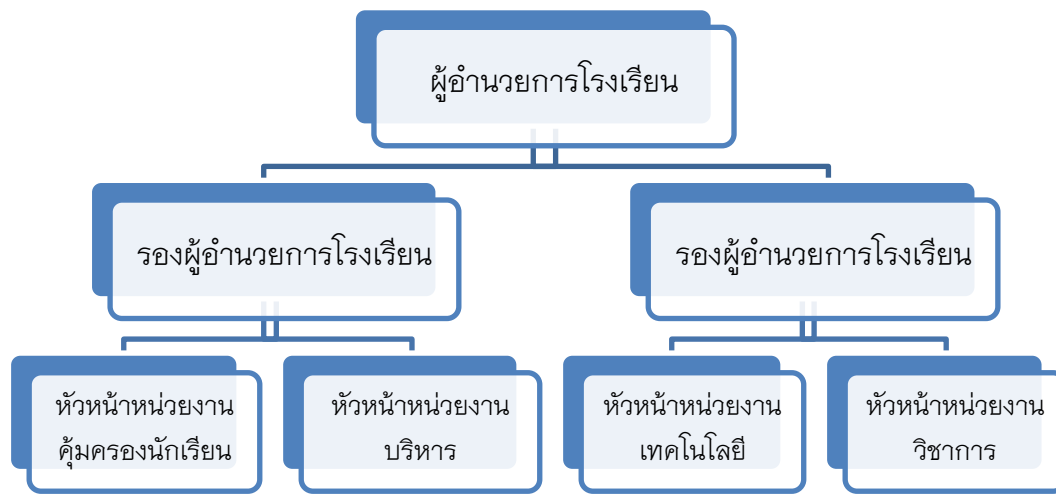 ผู้อำนวยการโรงเรียน
รองผู้อำนวยการโรงเรียน
รองผู้อำนวยการโรงเรียน
หัวหน้าหน่วยงาน
คุ้มครองนักเรียน
หัวหน้าหน่วยงาน
บริหาร
หัวหน้าหน่วยงาน
เทคโนโลยี
หัวหน้าหน่วยงาน
วิชาการ